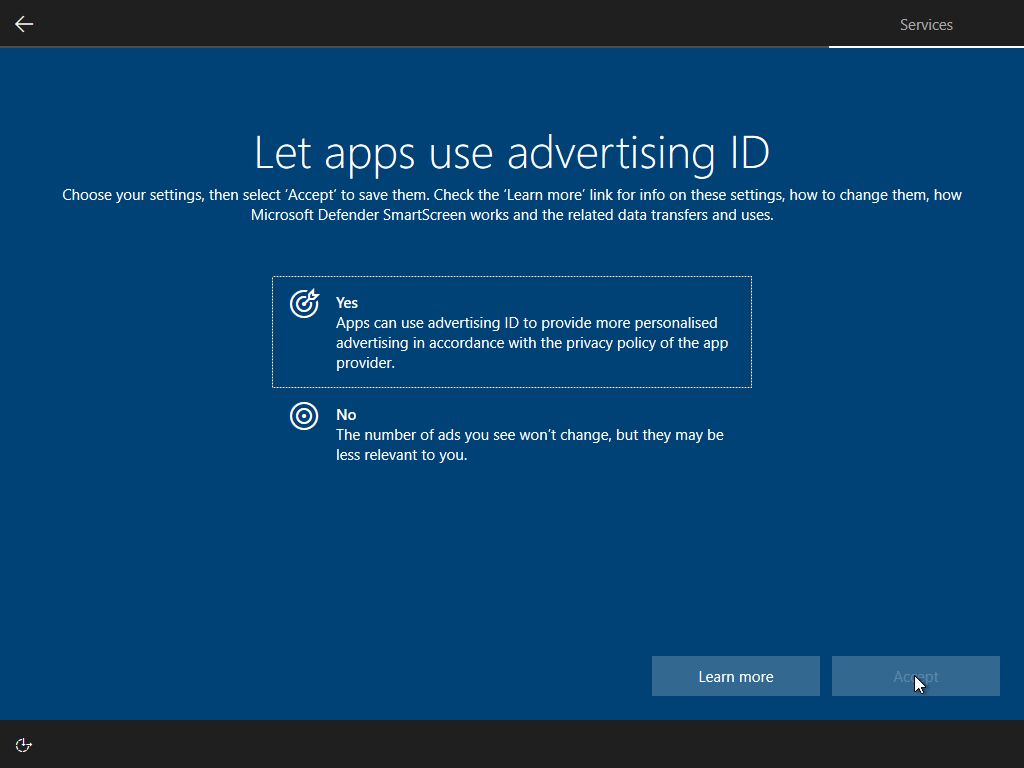 Services
Let apps use advertising ID
Choose your settings, then select ‘Accept’ to save them. Check the ‘Learn more’ link for info on these settings, how to change them, how
Microsoft Defender SmartScreen works and the related data transfers and uses.
Yes
Apps can use advertising ID to provide more personalised
advertising in accordance with the privacy policy of the app
provider.
No
The number of ads you see won’t change, but they may be
less relevant to you.
Learn more
Accept